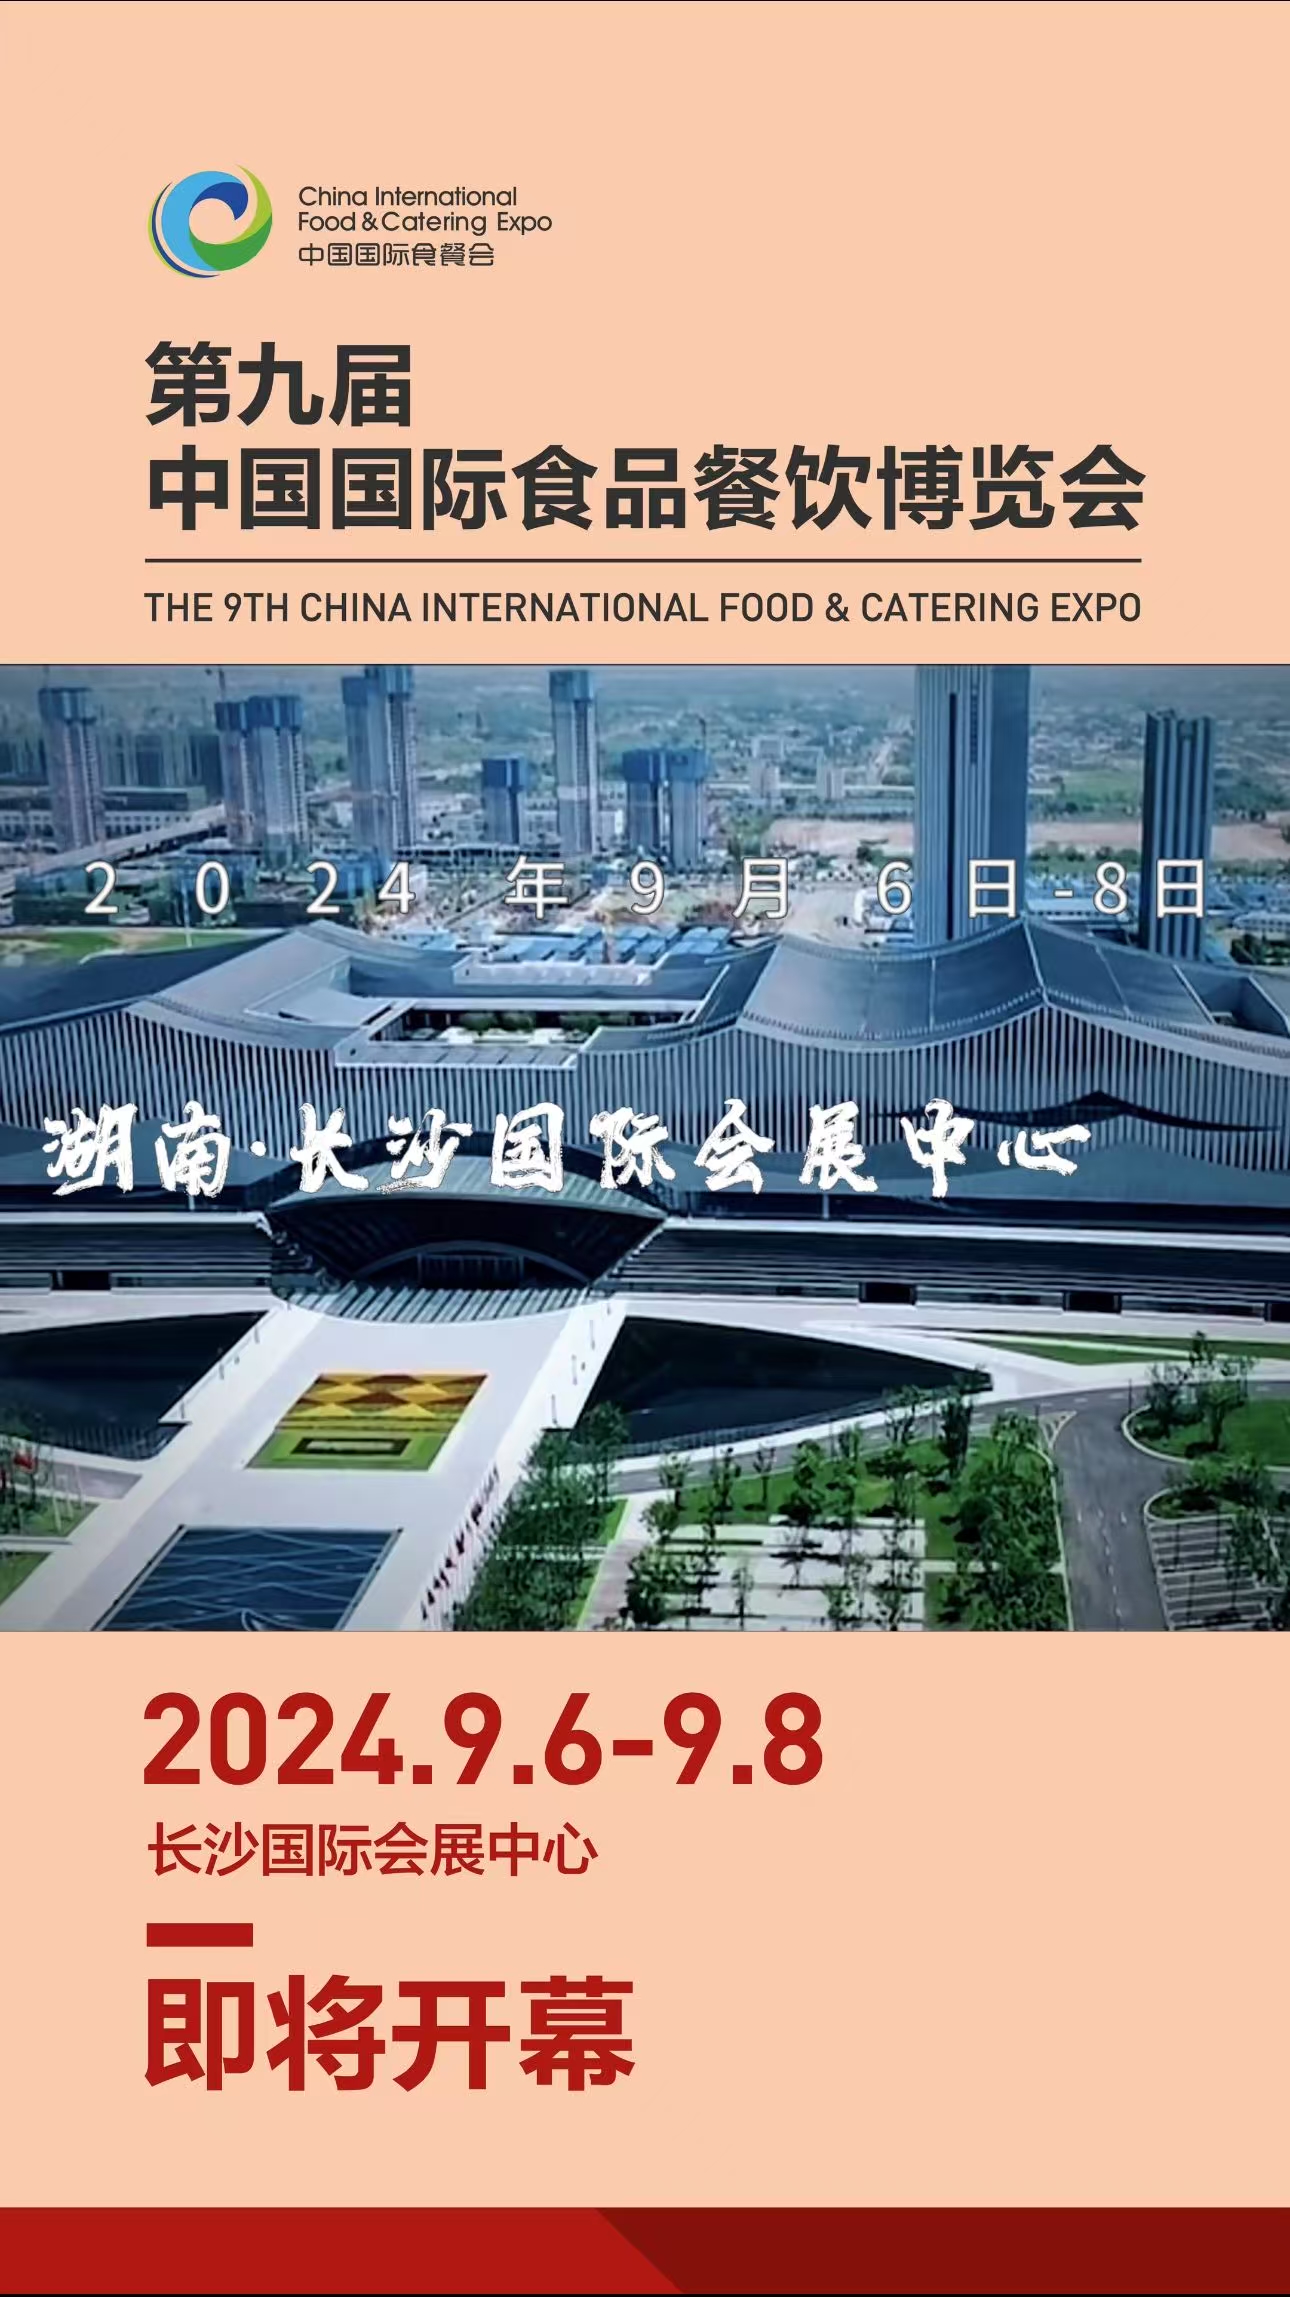 China International
Food & Catering Expo
中国国际食餐会
第九届
中国国际食品餐饮博览会
THE 9TH CHINA INTERNATIONAL FOOD & CATERING EXPO
2024年9月6日-8日
湖南·长沙国际会展中心
2024.9.6-9.8
长沙国际会展中心
即将开幕